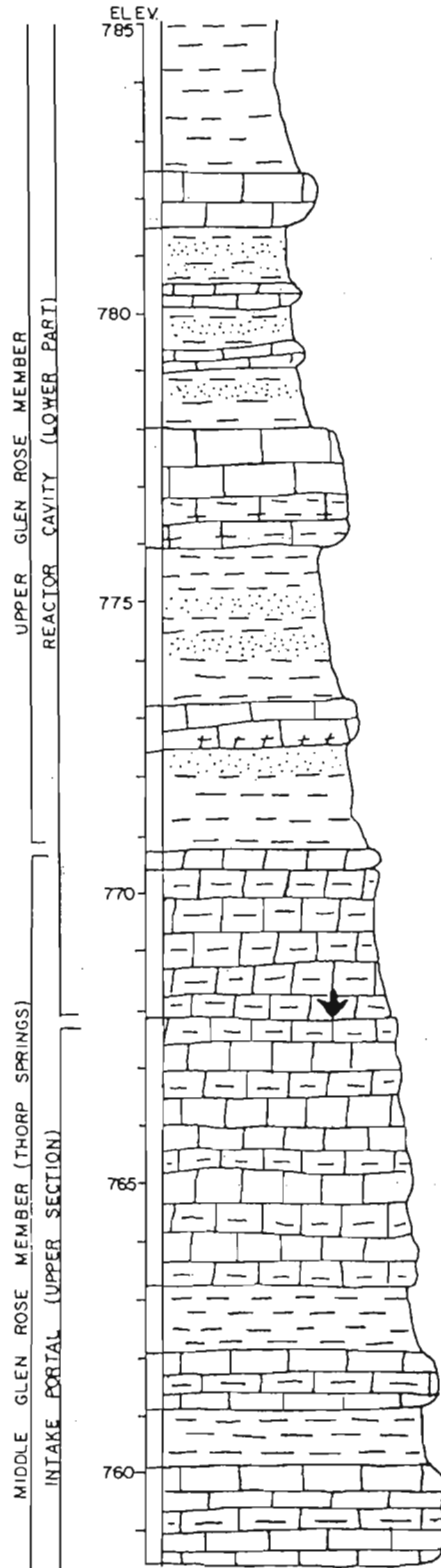 ELEV.
785
780
775
770
765
760
UPPER GLEN ROSE MEMBER
REACTOR CAVITY (LOWER PART)
MIDDLE GLEN ROSE MEMBER (THORP SPRINGS)
INTAKE PORTAL (UPPER SECTION)